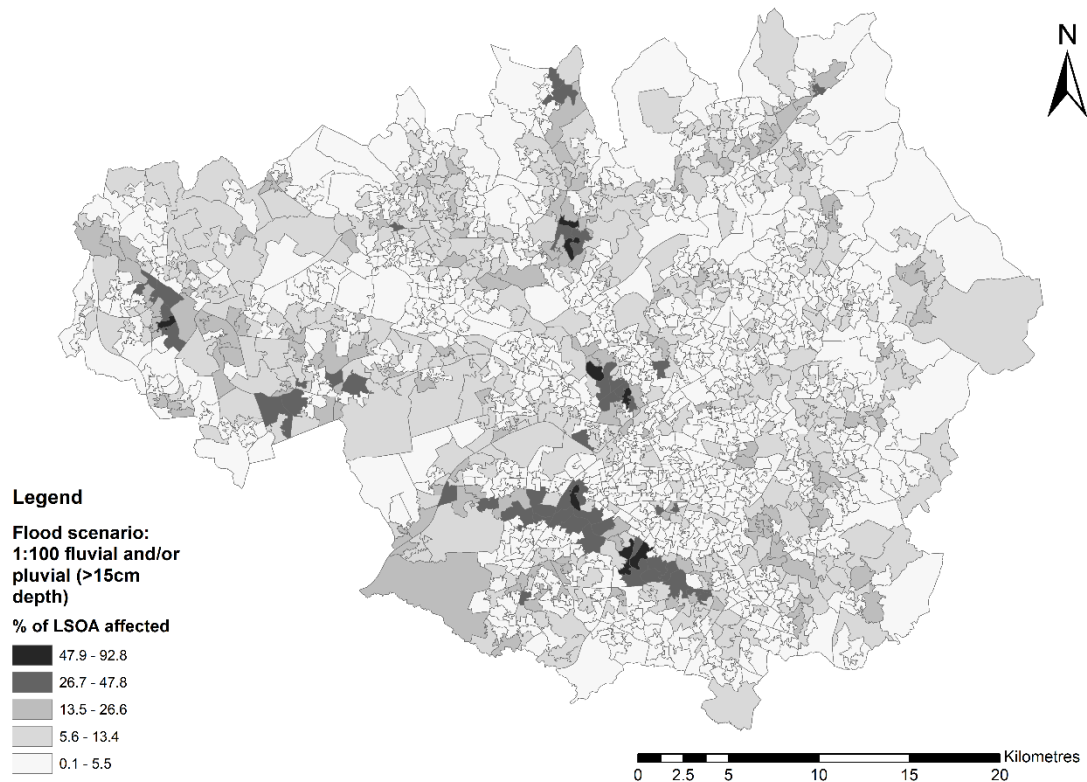 N
Legend
Flood scenario:
1:100 fluvial and/or
pluvial (>15cm
depth)
% of LSOA affected
47.9 - 92.8
26.7 - 47.8
13.5 - 26.6
5.6 - 13.4
0.1 - 5.5
Kilometres
0 2.5 5 10 15 20